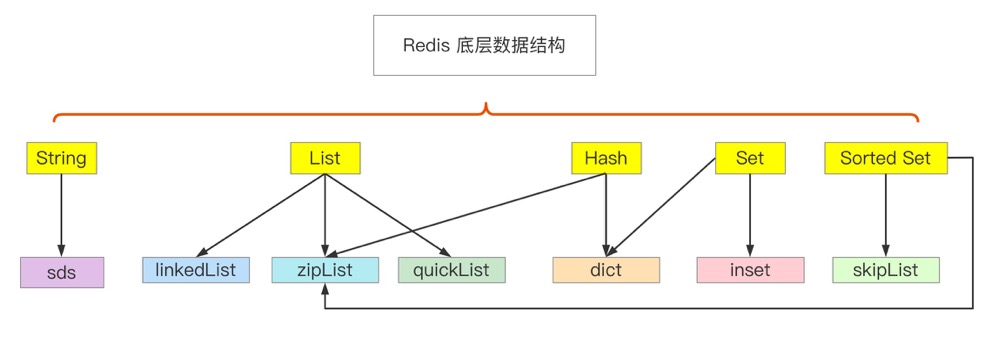 Redis 底层数据结构
String
List
Hash
Set
Sorted Set
sds
linkedList
zipList
quickList
dict
inset
skipList